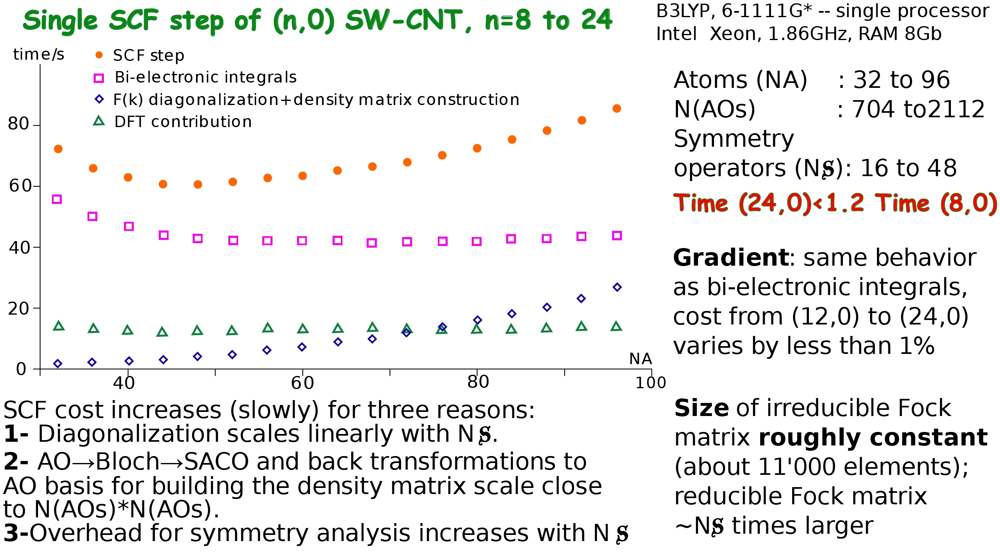 Single SCF step of (n,0) SW-CNT, n=8 to 24
B3LYP, 6-1111G* -- single processor
Intel Xeon, 1.86GHz, RAM 8Gb
time/s
SCF step
Bi-electronic integrals
F(k) diagonalization+density matrix construction
DFT contribution
80
60
40
20
0
NA
40
60
80
100
Atoms (NA) : 32 to 96
N(AOs) : 704 to2112
Symmetry
operators (NS): 16 to 48
Time (24,0)<1.2 Time (8,0)
Gradient: same behavior
as bi-electronic integrals,
cost from (12,0) to (24,0)
varies by less than 1%
Size of irreducible Fock
matrix roughly constant
(about 11'000 elements);
reducible Fock matrix
~NS times larger
SCF cost increases (slowly) for three reasons:
1- Diagonalization scales linearly with N S.
2- AO→Bloch→SACO and back transformations to
AO basis for building the density matrix scale close
to N(AOs)*N(AOs).
3-Overhead for symmetry analysis increases with N S